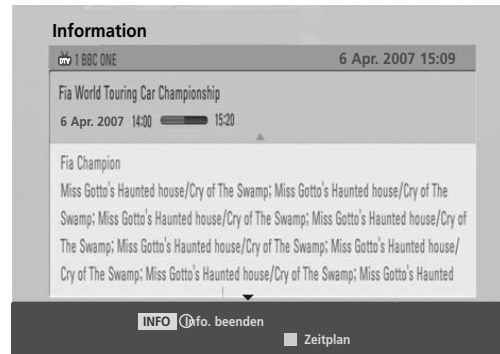 Information
DTV 1 BBC ONE 6 Apr. 2007 15:09
Fia World Touring Car Championship
6 Apr. 2007 14:00 15:20
Fia Champion
Miss Gotto's Haunted house/Cry of The Swamp; Miss Gotto's Haunted house/Cry of The
Swamp; Miss Gotto's Haunted house/Cry of The Swamp; Miss Gotto's Haunted house/Cry of
The Swamp; Miss Gotto's Haunted house/Cry of The Swamp; Miss Gotto's Haunted house/
Cry of The Swamp; Miss Gotto's Haunted house/Cry of The Swamp; Miss Gotto's Haunted
INFO ⓘInfo. beenden
Zeitplan